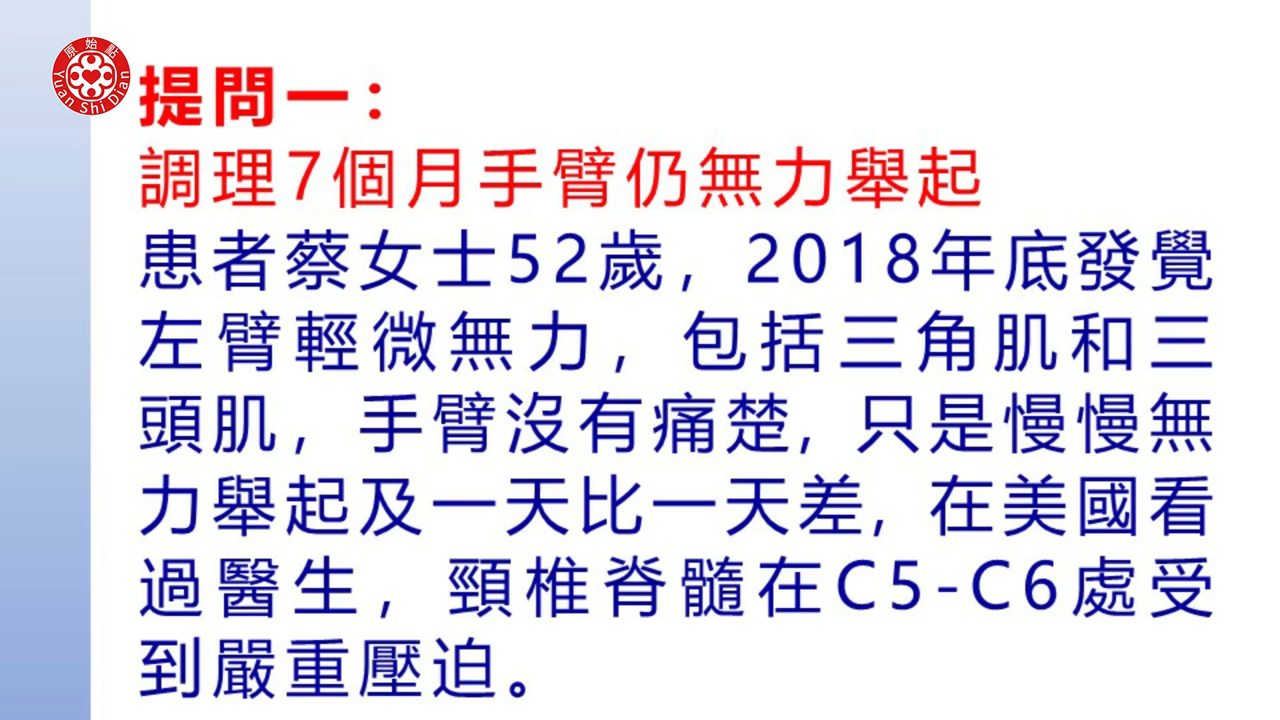 原始點
Yuan Shi Dian
提問一：
調理7個月手臂仍無力舉起
患者蔡女士52歲，2018年底發覺
左臂輕微無力，包括三角肌和三
頭肌，手臂沒有痛楚，只是慢慢無
力舉起及一天比一天差，在美國看
過醫生，頸椎脊髓在C5-C6處受
到嚴重壓迫。